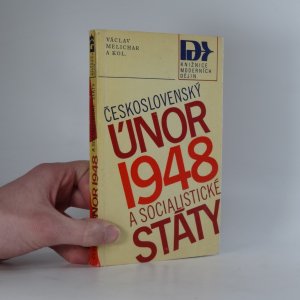 VÁCLAV
MELICHAR
A KOL.
KNIŽNICE
MODERNÍCH
DĚJIN
ČESKOSLOVENSKÝ
ÚNOR
1948
A SOCIALISTICKÉ
STÁTY
ÚNOR 1948